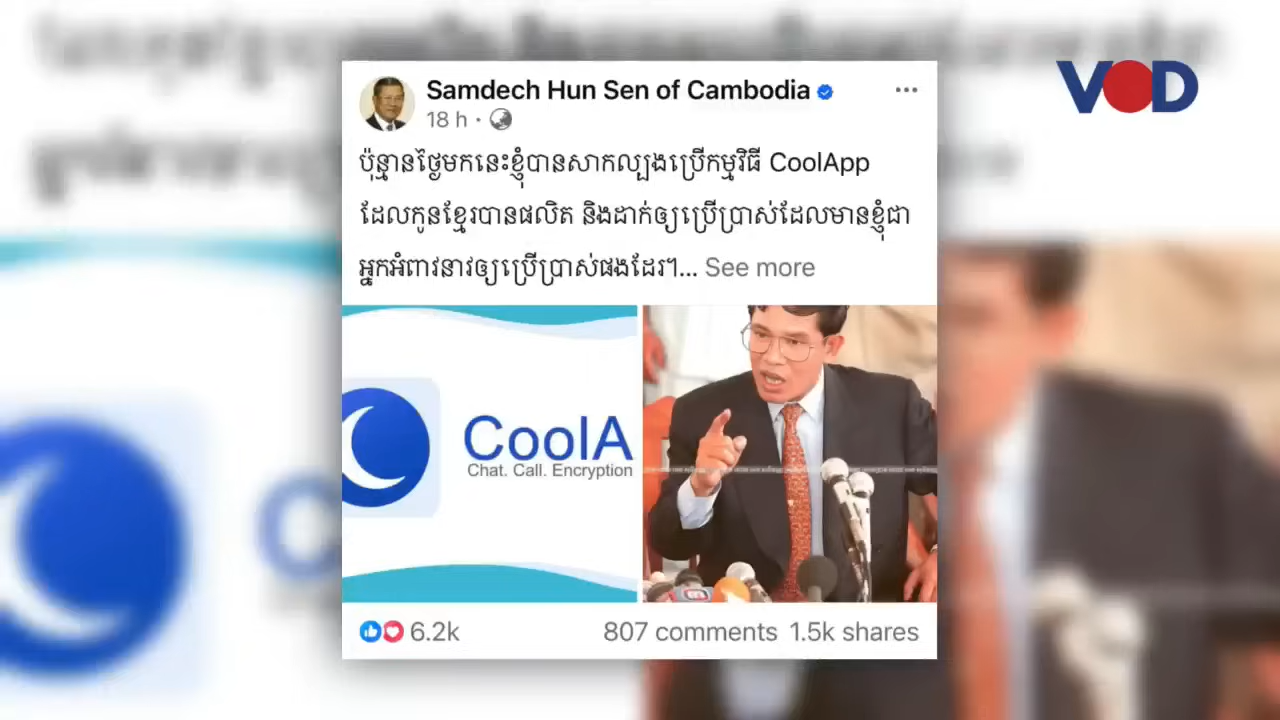 VOD
Samdech Hun Sen of Cambodia
18 h ·
ប៉ុន្មានថ្ងៃមកនេះខ្ញុំបានសាកល្បងប្រើកម្មវិធី CoolApp
ដែលកូនខ្មែរបានផលិត និងដាក់ឲ្យប្រើប្រាស់ដែលមានខ្ញុំជា
អ្នកអំពាវនាវឲ្យប្រើប្រាស់ផងដែរ។... See more
CoolA
Chat. Call. Encryption
6.2k
807 comments 1.5k shares